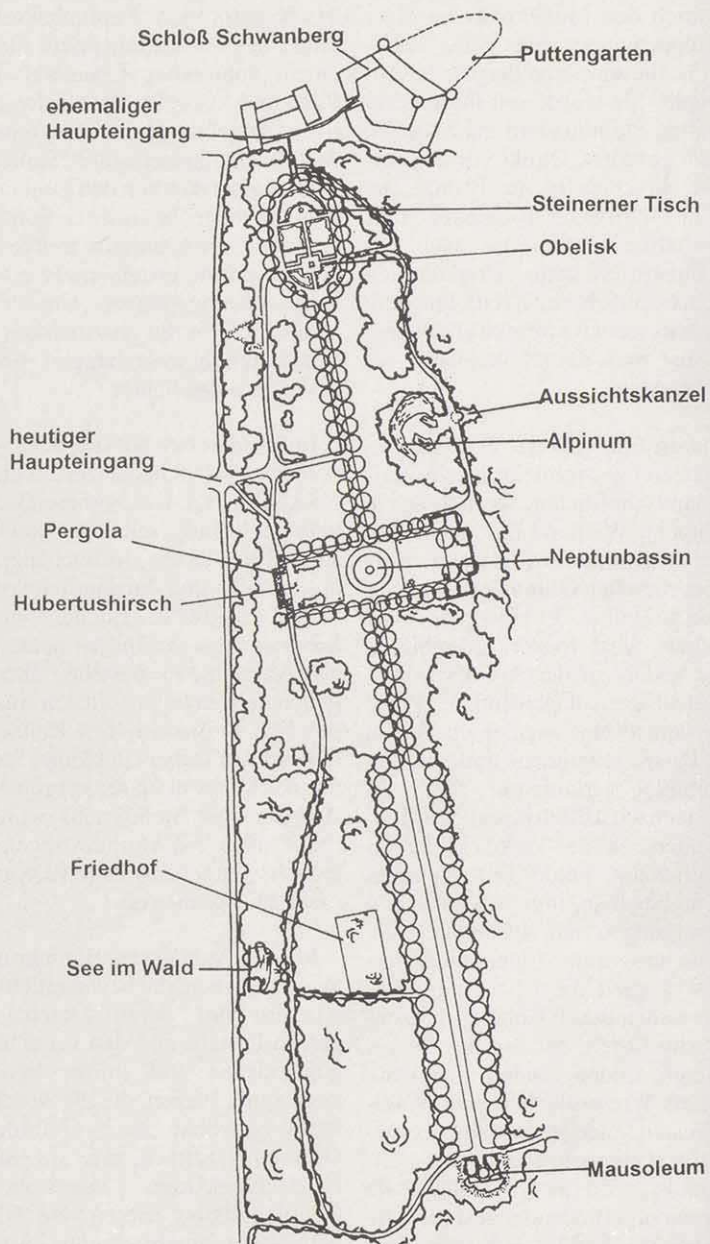 Schloß Schwanberg
Puttengarten
ehemaliger
Haupteingang
Steinerner Tisch
Obelisk
Aussichtskanzel
Alpinum
heutiger
Haupteingang
Pergola
Neptunbassin
Hubertushirsch
Friedhof
See im Wald
Mausoleum